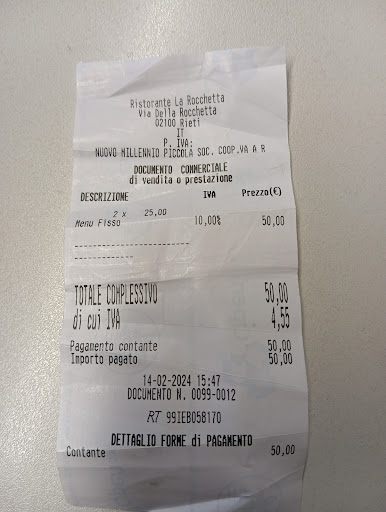 Ristorante La Rocchetta
Via Della Rocchetta
02100 Rieti
IT
P. IVA:
NUOVO MILLENNIO PICCOLA SOC. COOP.VA A R
DOCUMENTO COMMERCIALE
di vendita o prestazione
DESCRIZIONE IVA Prezzo(€)
2 x 25,00
Menu Fisso 10,00% 50,00
TOTALE COMPLESSIVO 50,00
di cui IVA 4,55
Pagamento contante 50,00
Importo pagato 50,00
14-02-2024 15:47
DOCUMENTO N. 0099-0012
RT 99IEB058170
DETTAGLIO FORME di PAGAMENTO
Contante 50,00